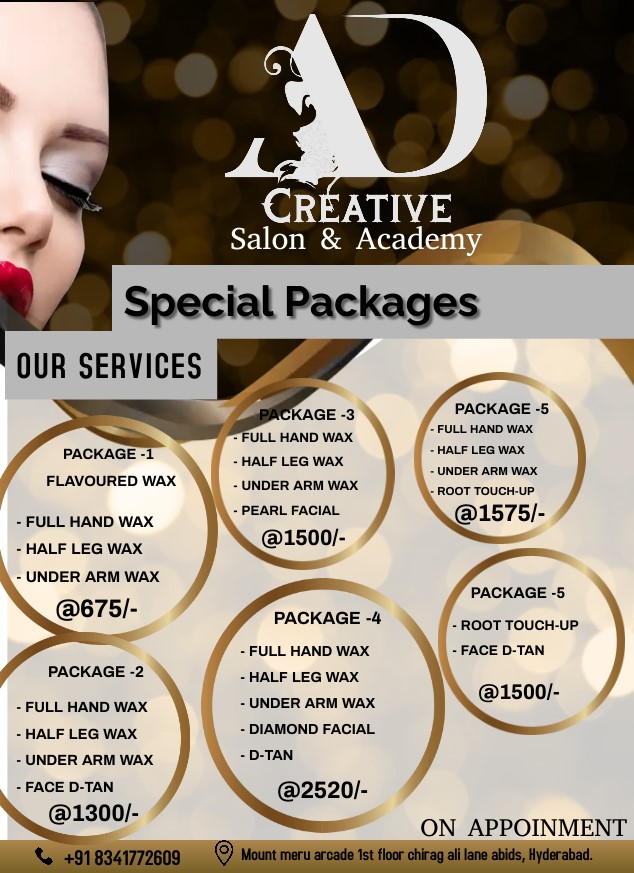 AD
CREATIVE
Salon & Academy
Special Packages
OUR SERVICES
PACKAGE -1
FLAVOURED WAX
- FULL HAND WAX
- HALF LEG WAX
- UNDER ARM WAX
@675/-
PACKAGE -2
- FULL HAND WAX
- HALF LEG WAX
- UNDER ARM WAX
- FACE D-TAN
@1300/-
PACKAGE -3
- FULL HAND WAX
- HALF LEG WAX
- UNDER ARM WAX
- PEARL FACIAL
@1500/-
PACKAGE -4
- FULL HAND WAX
- HALF LEG WAX
- UNDER ARM WAX
- DIAMOND FACIAL
- D-TAN
@2520/-
PACKAGE -5
- FULL HAND WAX
- HALF LEG WAX
- UNDER ARM WAX
- ROOT TOUCH-UP
@1575/-
PACKAGE -5
- ROOT TOUCH-UP
- FACE D-TAN
@1500/-
ON APPOINMENT
+91 8341772609
Mount meru arcade 1st floor chirag ali lane abids, Hyderabad.